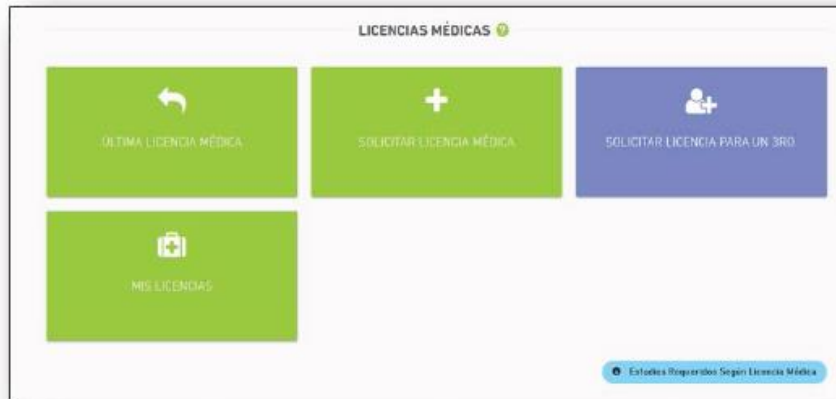 LICENCIAS MÉDICAS ?
ÚLTIMA LICENCIA MÉDICA
SOLICITAR LICENCIA MÉDICA
SOLICITAR LICENCIA PARA UN 3RO
MIS LICENCIAS
Estudios Requeridos Según Licencia Médica